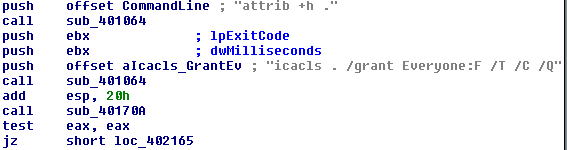 push offset CommandLine ; "attrib +h ."
call sub_401064
push ebx ; lpExitCode
push ebx ; dwMilliseconds
push offset aIcacls_GrantEv ; "icacls . /grant Everyone:F /T /C /Q"
call sub_401064
add esp, 20h
call sub_40170A
test eax, eax
jz short loc_402165